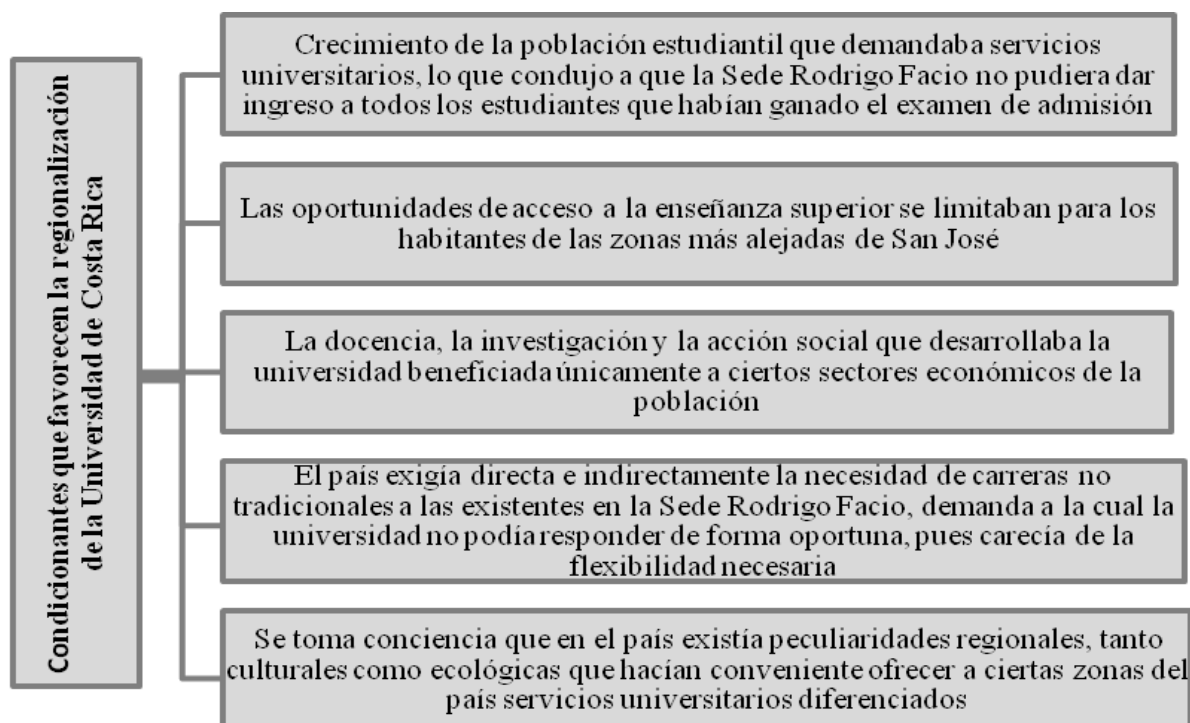 Condicionantes que favorecen la regionalización
de la Universidad de Costa Rica
Crecimiento de la población estudiantil que demandaba servicios
universitarios, lo que condujo a que la Sede Rodrigo Facio no pudiera dar
ingreso a todos los estudiantes que habían ganado el examen de admisión
Las oportunidades de acceso a la enseñanza superior se limitaban para los
habitantes de las zonas más alejadas de San José
La docencia, la investigación y la acción social que desarrollaba la
universidad beneficiada únicamente a ciertos sectores económicos de la
población
El país exigía directa e indirectamente la necesidad de carreras no
tradicionales a las existentes en la Sede Rodrigo Facio, demanda a la cual la
universidad no podía responder de forma oportuna, pues carecía de la
flexibilidad necesaria
Se toma conciencia que en el país existía peculiaridades regionales, tanto
culturales como ecológicas que hacían conveniente ofrecer a ciertas zonas del
país servicios universitarios diferenciados